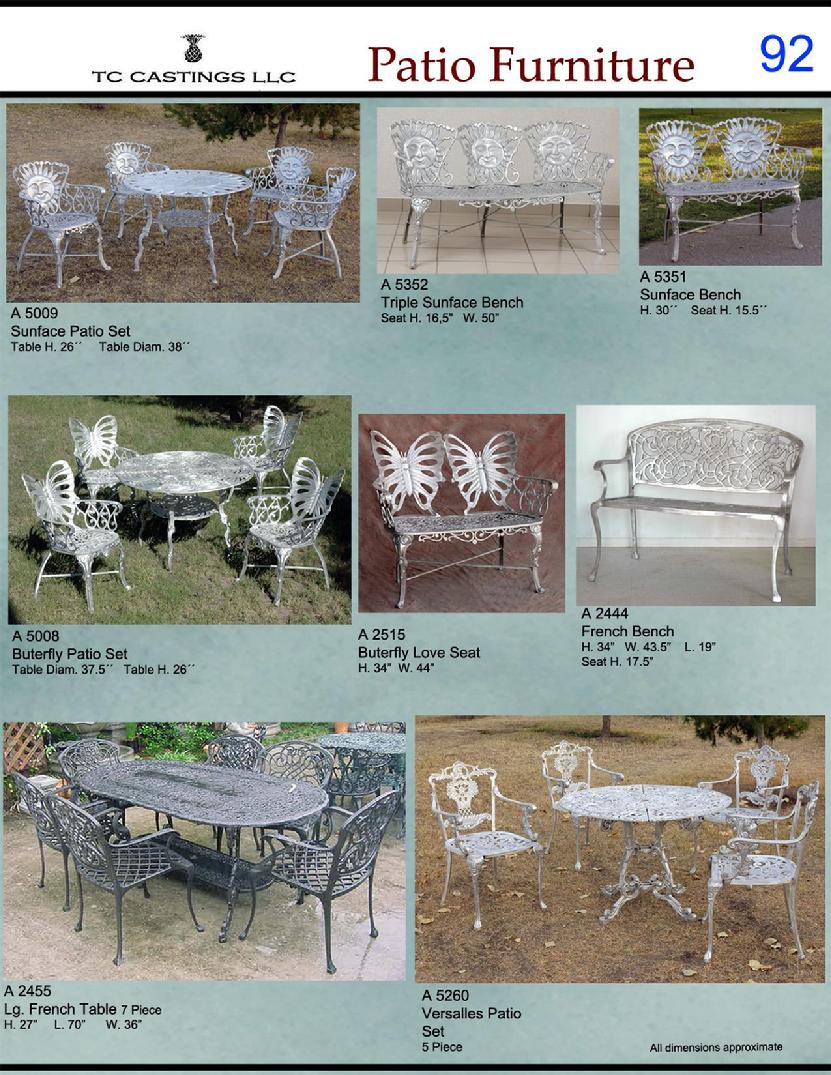 TC CASTINGS LLC
Patio Furniture
92
A 5009
Sunface Patio Set
Table H. 26´´ Table Diam. 38´´
A 5352
Triple Sunface Bench
Seat H. 16,5" W. 50"
A 5351
Sunface Bench
H. 30´´ Seat H. 15.5´´
A 5008
Buterfly Patio Set
Table Diam. 37.5´´ Table H. 26´´
A 2515
Buterfly Love Seat
H. 34" W. 44"
A 2444
French Bench
H. 34" W. 43.5" L. 19"
Seat H. 17.5"
A 2455
Lg. French Table 7 Piece
H. 27" L. 70" W. 36"
A 5260
Versalles Patio
Set
5 Piece
All dimensions approximate